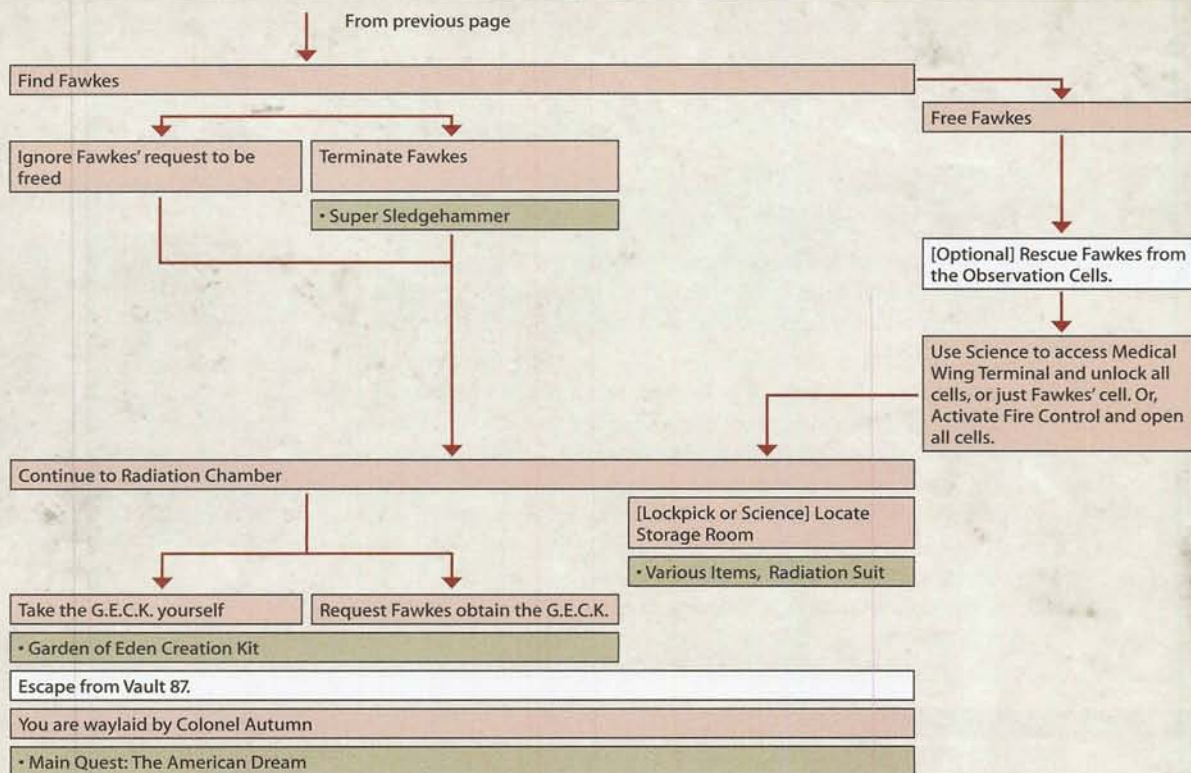 From previous page
Find Fawkes
Free Fawkes
Ignore Fawkes' request to be
freed
Terminate Fawkes
• Super Sledgehammer
[Optional] Rescue Fawkes from
the Observation Cells.
Use Science to access Medical
Wing Terminal and unlock all
cells, or just Fawkes' cell. Or,
Activate Fire Control and open
all cells.
Continue to Radiation Chamber
[Lockpick or Science] Locate
Storage Room
• Various Items, Radiation Suit
Take the G.E.C.K. yourself
Request Fawkes obtain the G.E.C.K.
• Garden of Eden Creation Kit
Escape from Vault 87.
You are waylaid by Colonel Autumn
• Main Quest: The American Dream